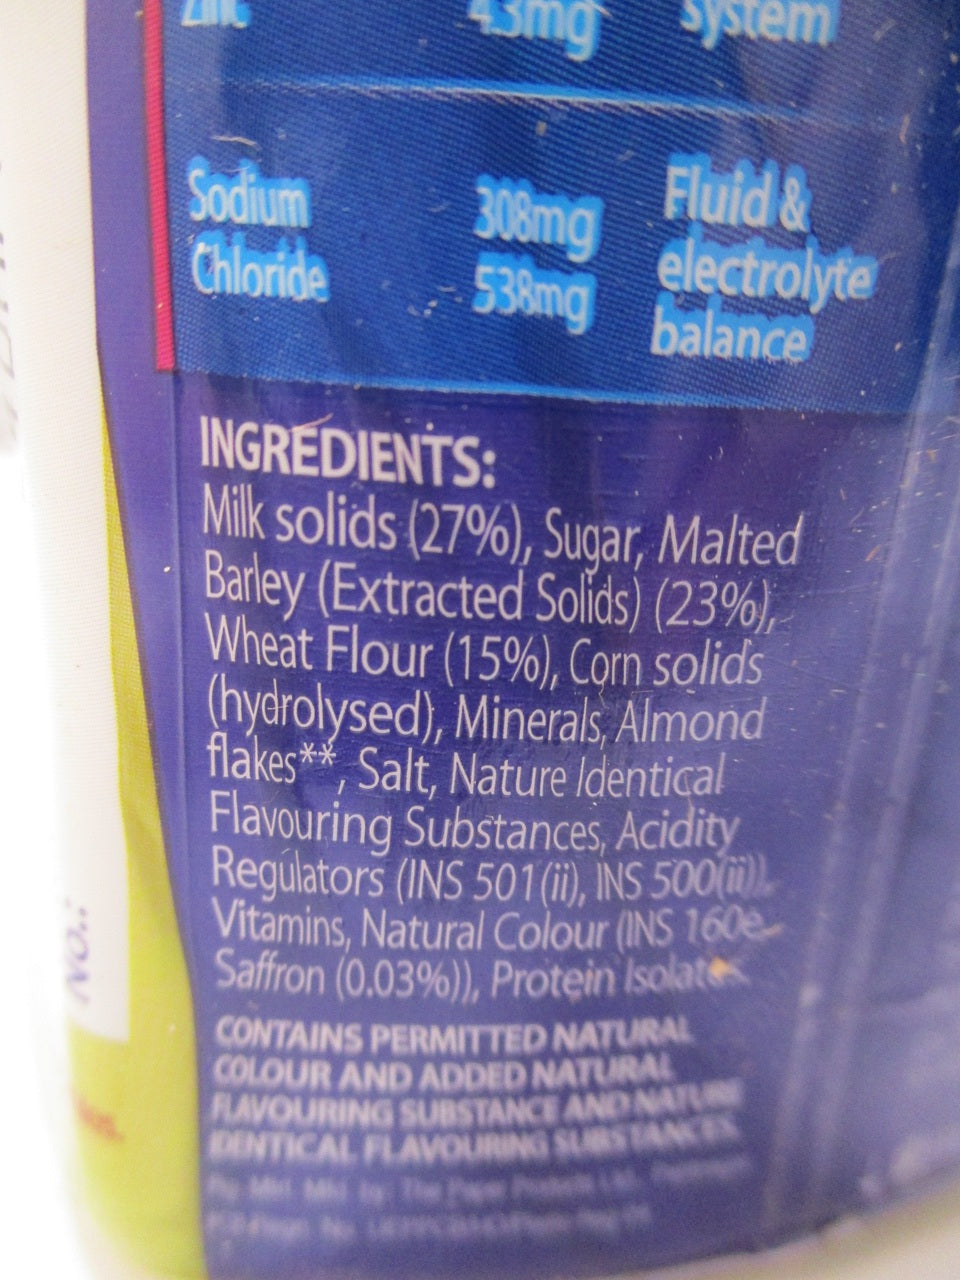 Zinc 4.3mg system
Sodium 308mg Fluid &
Chloride 538mg electrolyte
balance
INGREDIENTS:
Milk solids (27%), Sugar, Malted
Barley (Extracted Solids) (23%),
Wheat Flour (15%), Corn solids
(hydrolysed), Minerals, Almond
flakes**, Salt, Nature Identical
Flavouring Substances, Acidity
Regulators (INS 501(ii), INS 500(ii)),
Vitamins, Natural Colour (INS 160e,
Saffron (0.03%)), Protein Isolate
CONTAINS PERMITTED NATURAL
COLOUR AND ADDED NATURAL
FLAVOURING SUBSTANCE AND NATURE
IDENTICAL FLAVOURING SUBSTANCES.
No.: